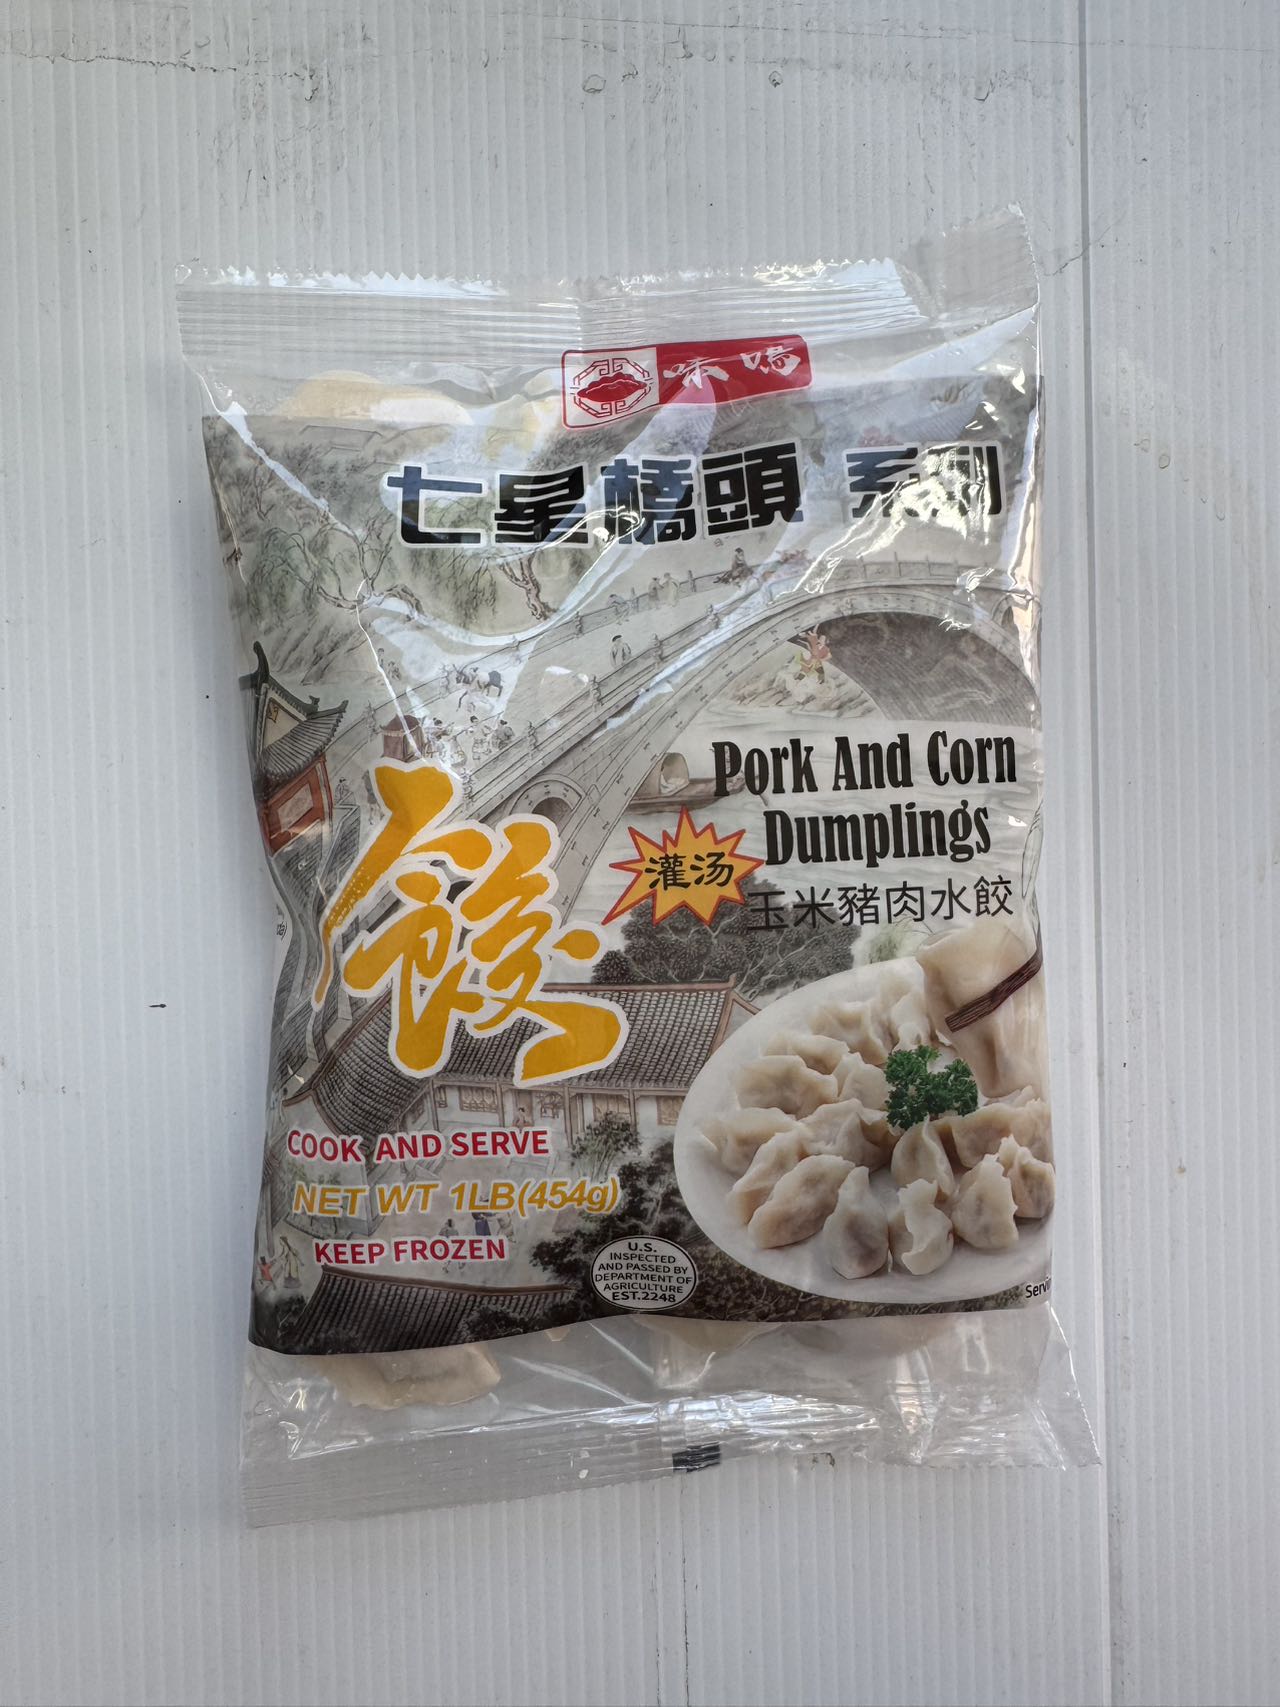 味鳴
七星橋頭 系列
Pork And Corn
Dumplings
灌汤
玉米豬肉水餃
餃
COOK AND SERVE
NET WT 1LB(454g)
KEEP FROZEN
U.S.
INSPECTED
AND PASSED BY
DEPARTMENT OF
AGRICULTURE
EST.2248